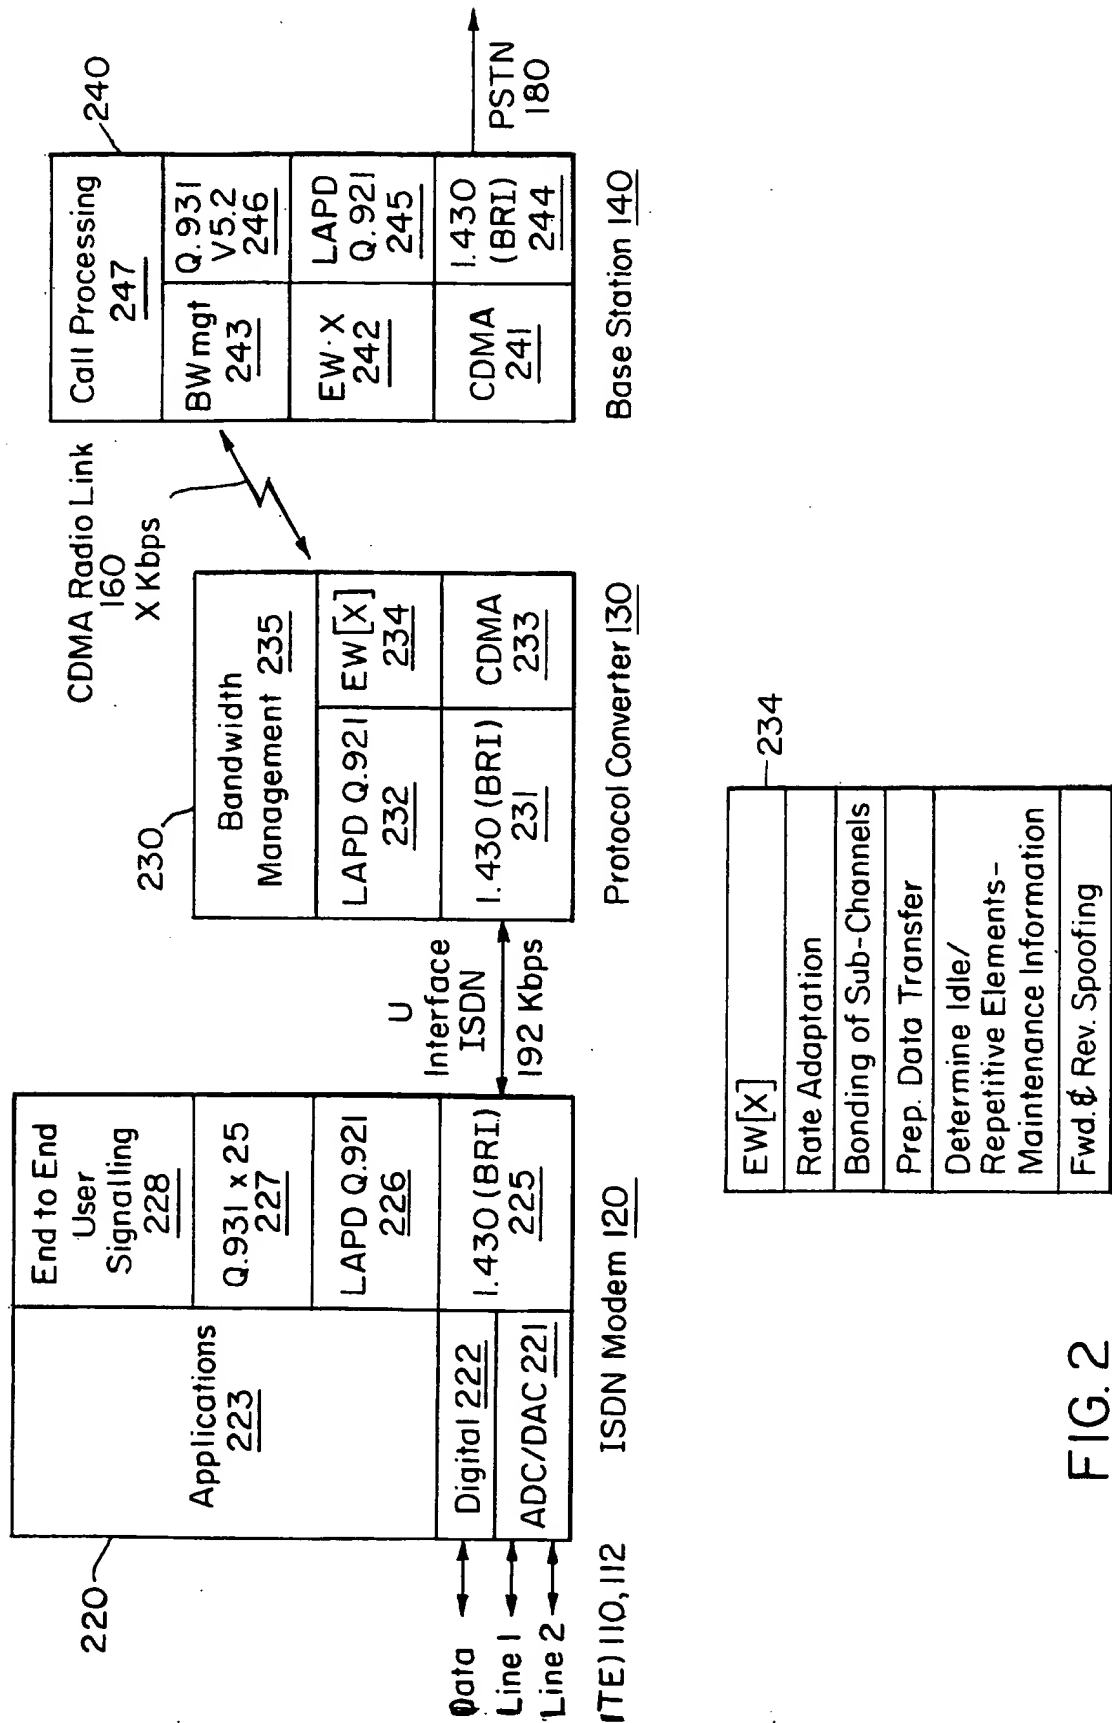 220
End to End
User
Signalling
228
Applications
223
Q.931 x 25
227
LAPD Q.921
226
Digital 222
I.430 (BRI)
225
ADC/DAC 221
Data
Line 1
Line 2
(TE) 110, 112
ISDN Modem 120
U
Interface
ISDN
192 Kbps
230
Bandwidth
Management 235
LAPD Q.921
232
EW[X]
234
I.430 (BRI)
231
CDMA
233
Protocol Converter 130
CDMA Radio Link
160
X Kbps
240
Call Processing
247
BW mgt
243
Q.931
V5.2
246
EW·X
242
LAPD
Q.921
245
CDMA
241
I.430
(BRI)
244
PSTN
180
Base Station 140
234
EW[X]
Rate Adaptation
Bonding of Sub-Channels
Prep. Data Transfer
Determine Idle/
Repetitive Elements-
Maintenance Information
Fwd. & Rev. Spoofing
FIG. 2